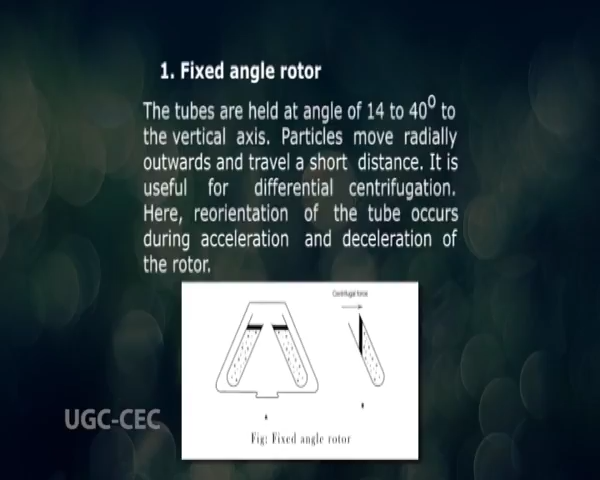 1. Fixed angle rotor
The tubes are held at angle of 14 to 40⁰ to
the vertical axis. Particles move radially
outwards and travel a short distance. It is
useful for differential centrifugation.
Here, reorientation of the tube occurs
during acceleration and deceleration of
the rotor.
Centrifugal force
Fig: Fixed angle rotor
UGC-CEC